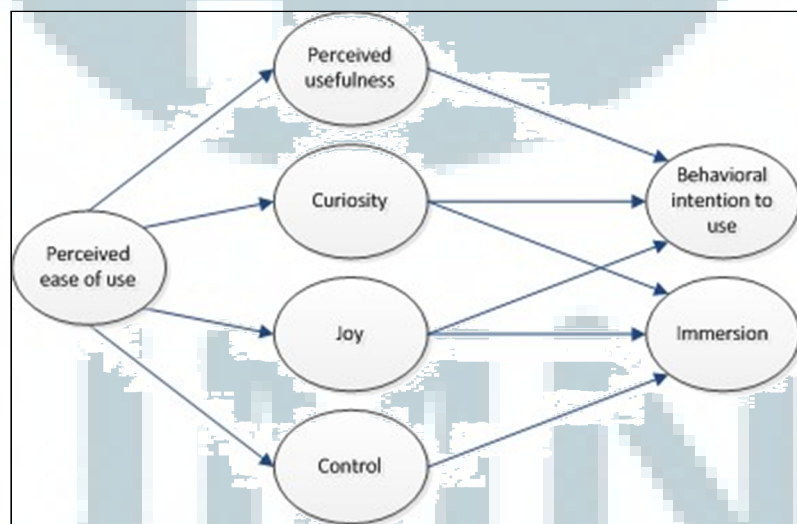 Perceived
usefulness
Curiosity
Behavioral
intention to
use
Perceived
ease of use
Joy
Immersion
Control